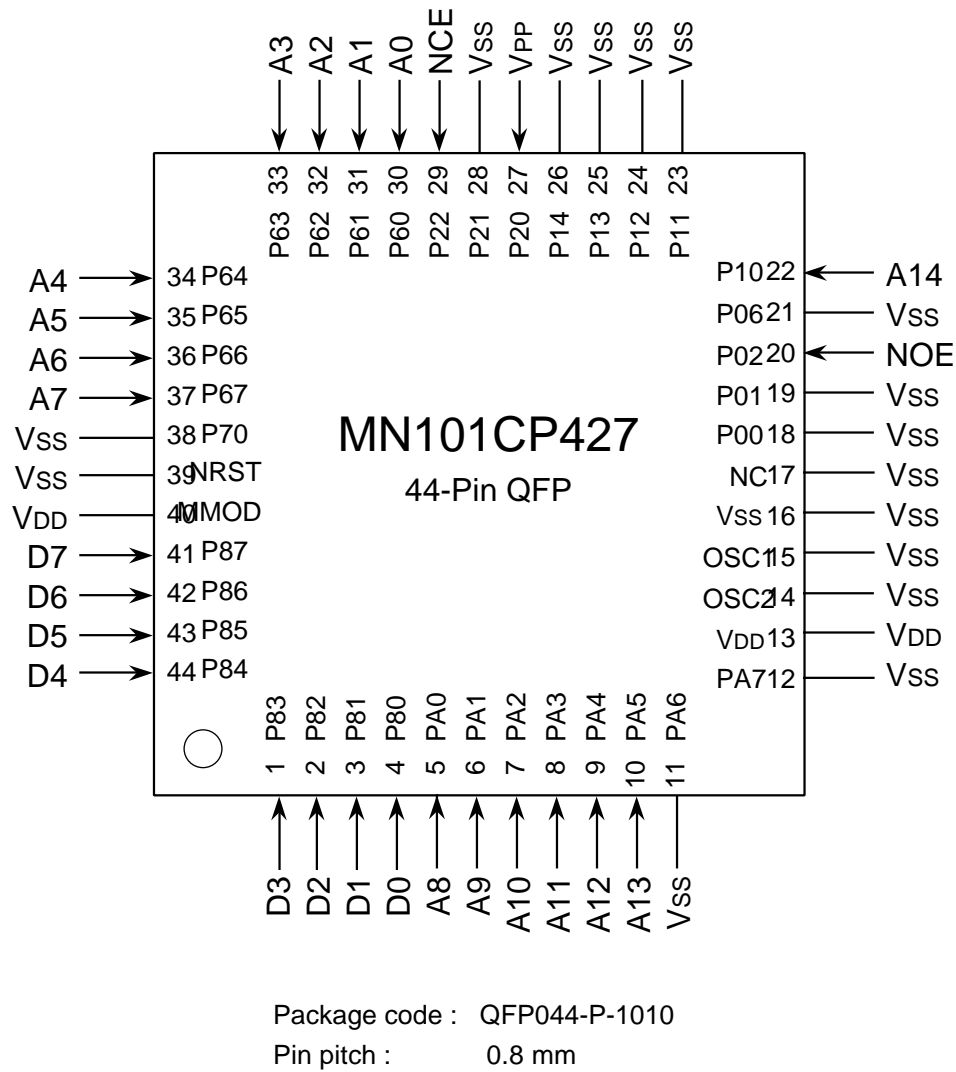 A3 A2 A1 A0 NCE VSS VPP VSS VSS VSS VSS
33 32 31 30 29 28 27 26 25 24 23
P63 P62 P61 P60 P22 P21 P20 P14 P13 P12 P11
A4 34 P64
A5 35 P65
A6 36 P66
A7 37 P67
VSS 38 P70
VSS 39 NRST
VDD 40 MMOD
D7 41 P87
D6 42 P86
D5 43 P85
D4 44 P84
MN101CP427
44-Pin QFP
P10 22 A14
P06 21 VSS
P02 20 NOE
P01 19 VSS
P00 18 VSS
NC 17 VSS
VSS 16 VSS
OSC1 15 VSS
OSC2 14 VSS
VDD 13 VDD
PA7 12 VSS
P83 P82 P81 P80 PA0 PA1 PA2 PA3 PA4 PA5 PA6
1 2 3 4 5 6 7 8 9 10 11
D3 D2 D1 D0 A8 A9 A10 A11 A12 A13 VSS
Package code : QFP044-P-1010
Pin pitch : 0.8 mm